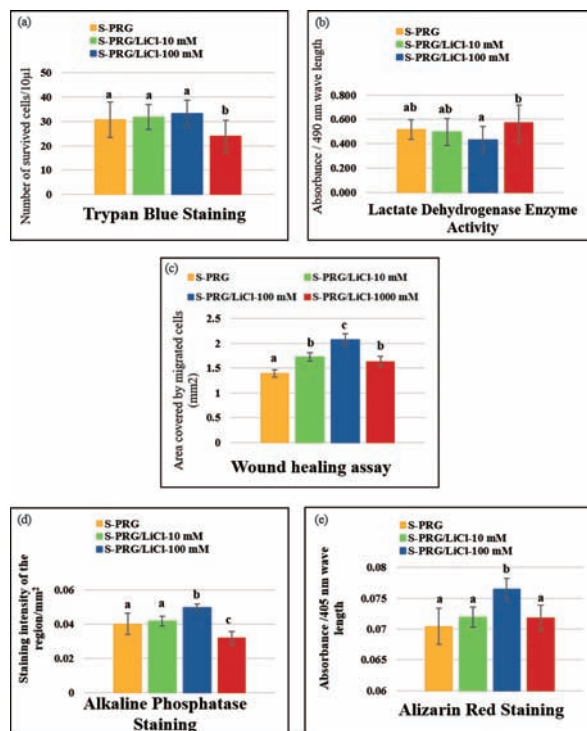 (a)
S-PRG
S-PRG/LiCl-10 mM
S-PRG/LiCl-100 mM
Number of survived cells/10µl
50
40
30
20
10
0
a
a
a
b
Trypan Blue Staining
(b)
S-PRG
S-PRG/LiCl-10 mM
S-PRG/LiCl-100 mM
Absorbance / 490 nm wave length
0.800
0.600
0.400
0.200
0.000
ab
ab
a
b
Lactate Dehydrogenase Enzyme
Activity
(c)
S-PRG
S-PRG/LiCl-10 mM
S-PRG/LiCl-100 mM
S-PRG/LiCl-1000 mM
Area covered by migrated cells
(mm2)
2.5
2
1.5
1
0.5
0
a
b
c
b
Wound healing assay
(d)
S-PRG
S-PRG/LiCl-10 mM
S-PRG/LiCl-100 mM
Staining intensity of the
region/mm²
0.06
0.04
0.02
0
a
a
b
c
Alkaline Phosphatase
Staining
(e)
S-PRG
S-PRG/LiCl-10 mM
S-PRG/LiCl-100 mM
Absorbance /405 nm wave
length
0.08
0.075
0.07
0.065
0.06
a
a
b
a
Alizarin Red Staining